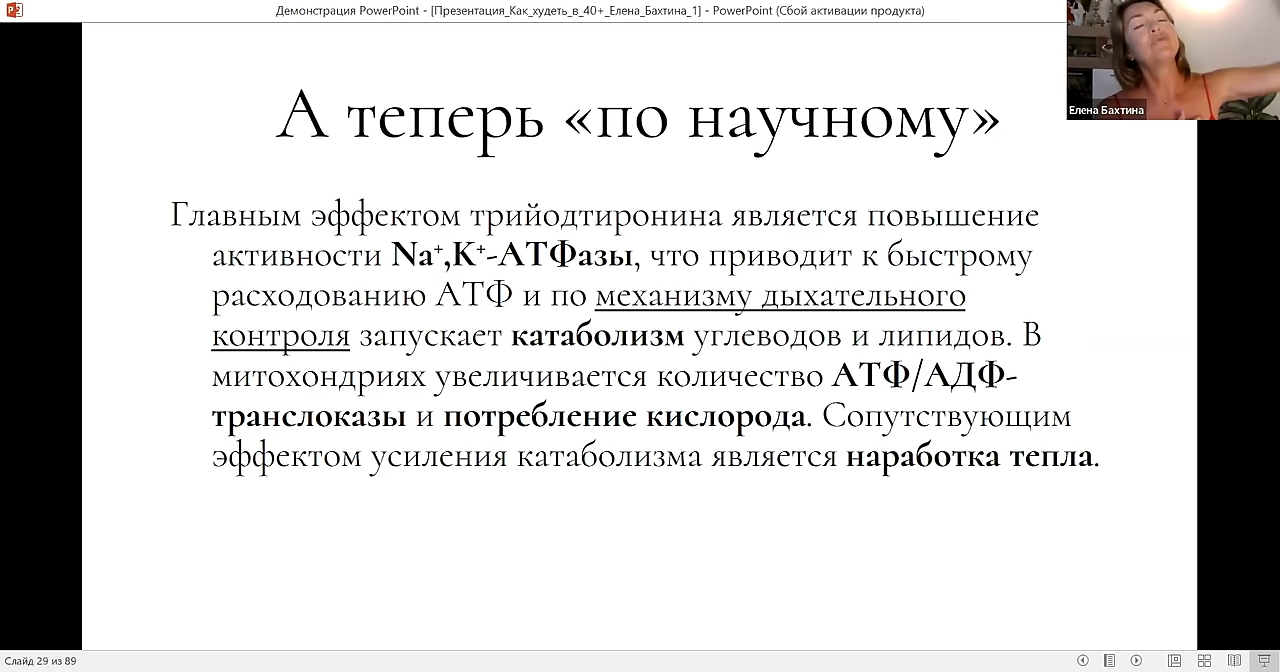 Демонстрация PowerPoint - [Презентация_Как_худеть_в_40+_Елена_Бахтина_1] - PowerPoint (Сбой активации продукта)
Елена Бахтина
А теперь «по научному»
Главным эффектом трийодтиронина является повышение
активности Na⁺,K⁺-АТФазы, что приводит к быстрому
расходованию АТФ и по механизму дыхательного
контроля запускает катаболизм углеводов и липидов. В
митохондриях увеличивается количество АТФ/АДФ-
транслоказы и потребление кислорода. Сопутствующим
эффектом усиления катаболизма является наработка тепла.
Слайд 29 из 89